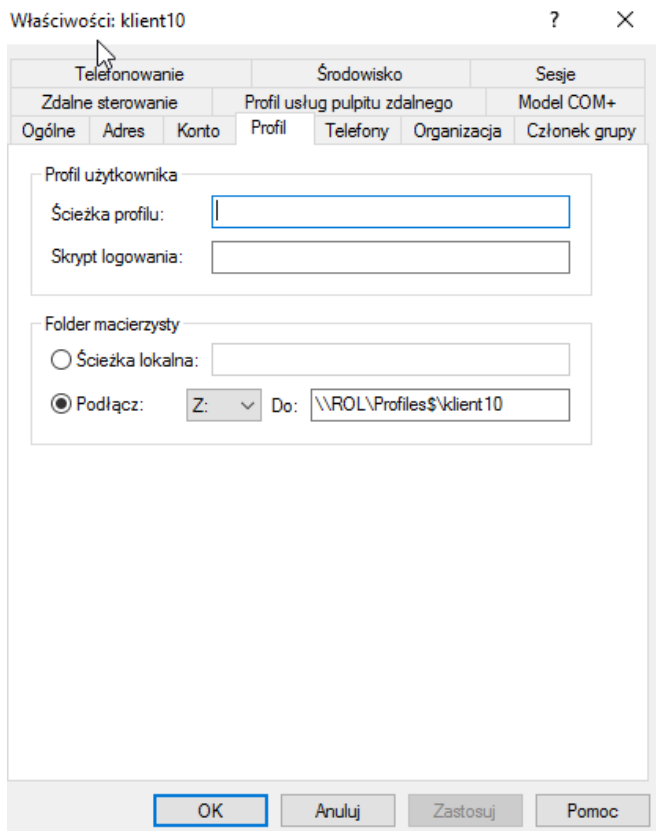 Właściwości: klient10
Telefonowanie Środowisko Sesje
Zdalne sterowanie Profil usług pulpitu zdalnego Model COM+
Ogólne Adres Konto Profil Telefony Organizacja Członek grupy
Profil użytkownika
Ścieżka profilu:
Skrypt logowania:
Folder macierzysty
Ścieżka lokalna:
Podłącz: Z: Do: \\ROL\Profiles$\klient10
OK Anuluj Zastosuj Pomoc